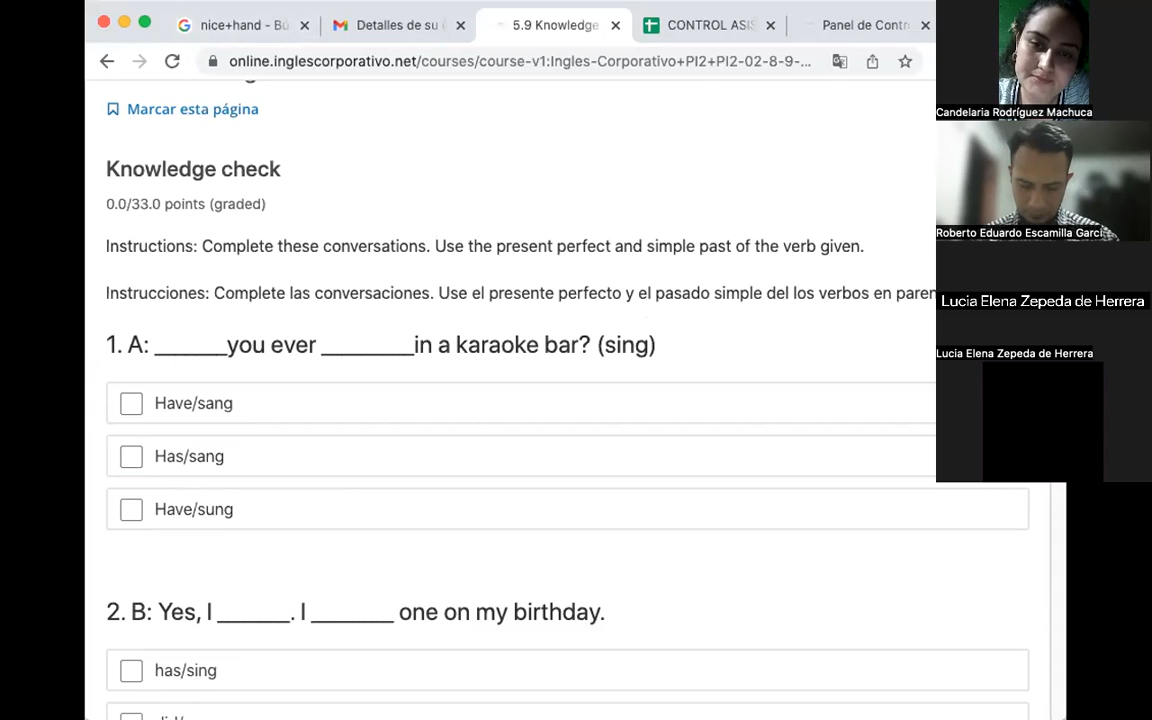 nice+hand - Bú
Detalles de su
5.9 Knowledge
CONTROL ASIS
Panel de Contr
online.inglescorporativo.net/courses/course-v1:Ingles-Corporativo+PI2+PI2-02-8-9-...
Marcar esta página
Knowledge check
0.0/33.0 points (graded)
Instructions: Complete these conversations. Use the present perfect and simple past of the verb given.
Instrucciones: Complete las conversaciones. Use el presente perfecto y el pasado simple del los verbos en paren
1. A: _______you ever _________in a karaoke bar? (sing)
Have/sang
Has/sang
Have/sung
2. B: Yes, I _______. I ________ one on my birthday.
has/sing
Candelaria Rodríguez Machuca
Roberto Eduardo Escamilla Garcí
Lucia Elena Zepeda de Herrera
Lucia Elena Zepeda de Herrera